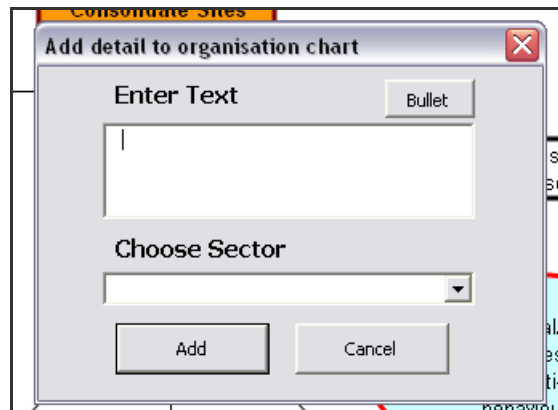 Consolidate Sites
Add detail to organisation chart
Enter Text
Bullet
Choose Sector
Add
Cancel